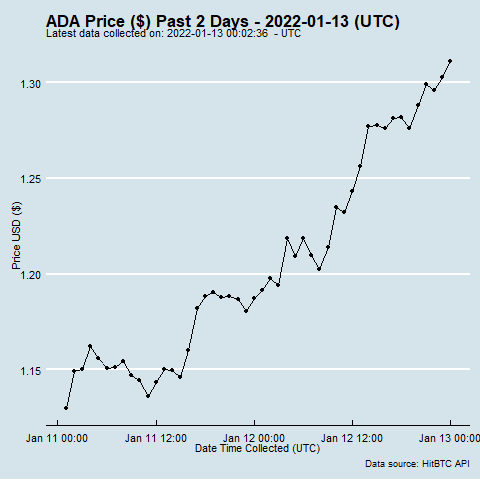 ADA Price ($) Past 2 Days - 2022-01-13 (UTC)
Latest data collected on: 2022-01-13 00:02:36 - UTC
1.30
1.25
1.20
1.15
Price USD ($)
Jan 11 00:00 Jan 11 12:00 Jan 12 00:00 Jan 12 12:00 Jan 13 00:00
Date Time Collected (UTC)
Data source: HitBTC API